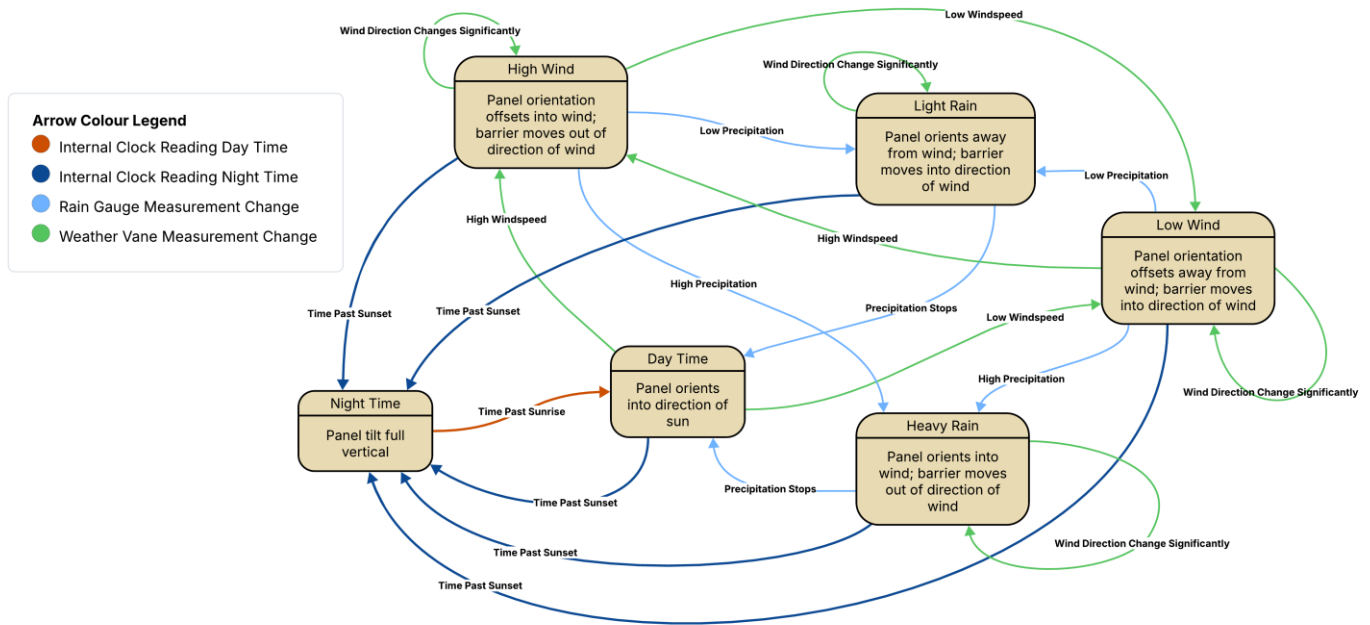 Low Windspeed
Wind Direction Changes Significantly
High Wind
Panel orientation
offsets into wind;
barrier moves out of
direction of wind
Wind Direction Change Significantly
Light Rain
Panel orients away
from wind; barrier
moves into direction
of wind
Arrow Colour Legend
Internal Clock Reading Day Time
Internal Clock Reading Night Time
Rain Gauge Measurement Change
Weather Vane Measurement Change
Low Precipitation
Low Precipitation
High Windspeed
High Windspeed
Low Wind
Panel orientation
offsets away from
wind; barrier moves
into direction of wind
High Precipitation
Time Past Sunset
Time Past Sunset
Precipitation Stops
Low Windspeed
Day Time
Panel orients
into direction of
sun
High Precipitation
Wind Direction Change Significantly
Night Time
Panel tilt full
vertical
Time Past Sunrise
Heavy Rain
Panel orients into
wind; barrier moves
out of direction of
wind
Precipitation Stops
Time Past Sunset
Time Past Sunset
Wind Direction Change Significantly
Time Past Sunset